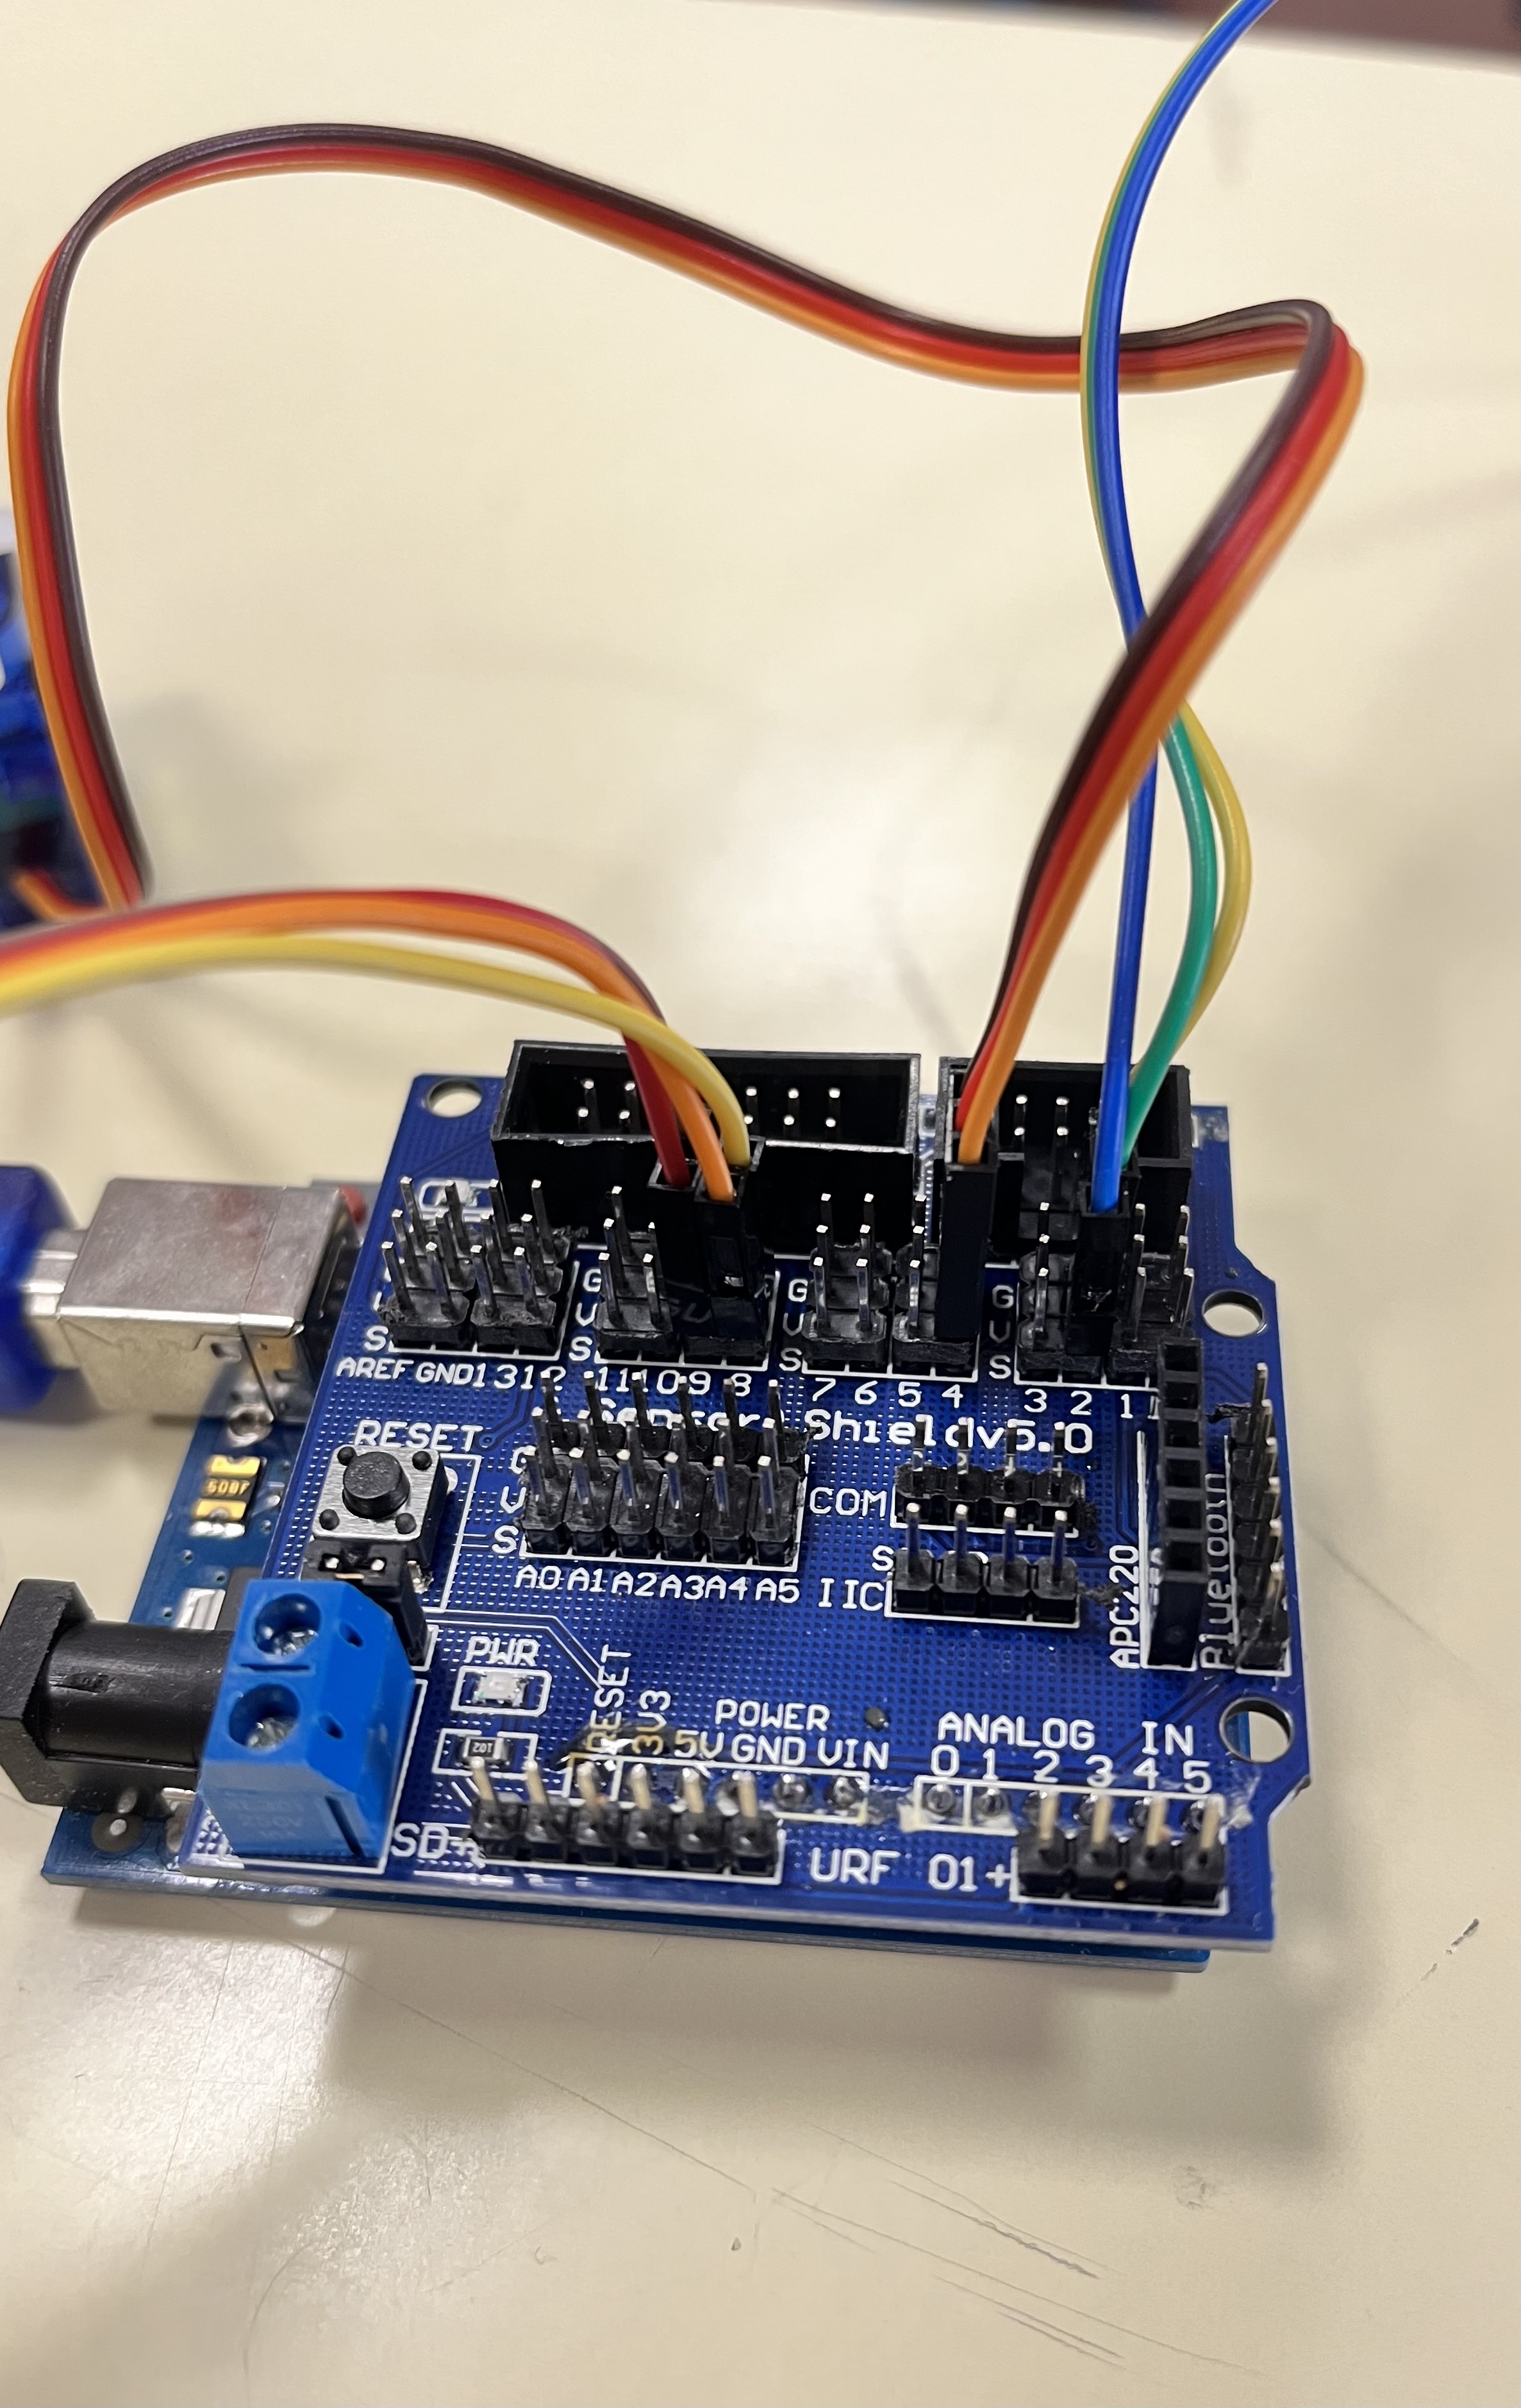 G
V
S
G
V
S
G
V
S
AREF GND 13 12 11 10 9 8 7 6 5 4 3 2 1
Sensor Shield v5.0
RESET
G
V
S
COM
A0 A1 A2 A3 A4 A5
S
IIC
APC220
Bluetooth
PWR
RESET
3V3
5V GND VIN
POWER
ANALOG IN
0 1 2 3 4 5
102
SD
URF 01+
50BF